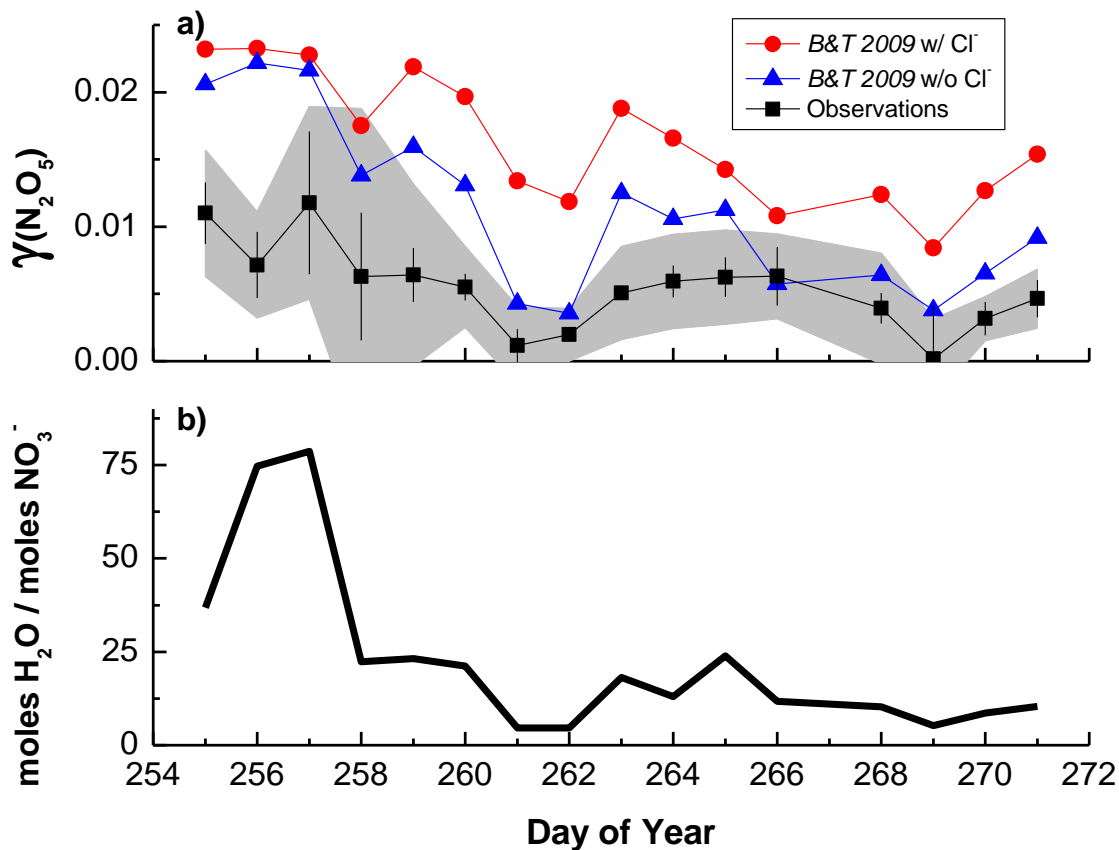 a)
B&T 2009 w/ Cl⁻
B&T 2009 w/o Cl⁻
Observations
γ(N₂O₅)
0.02
0.01
0.00
b)
moles H₂O / moles NO₃⁻
75
50
25
0
254 256 258 260 262 264 266 268 270 272
Day of Year